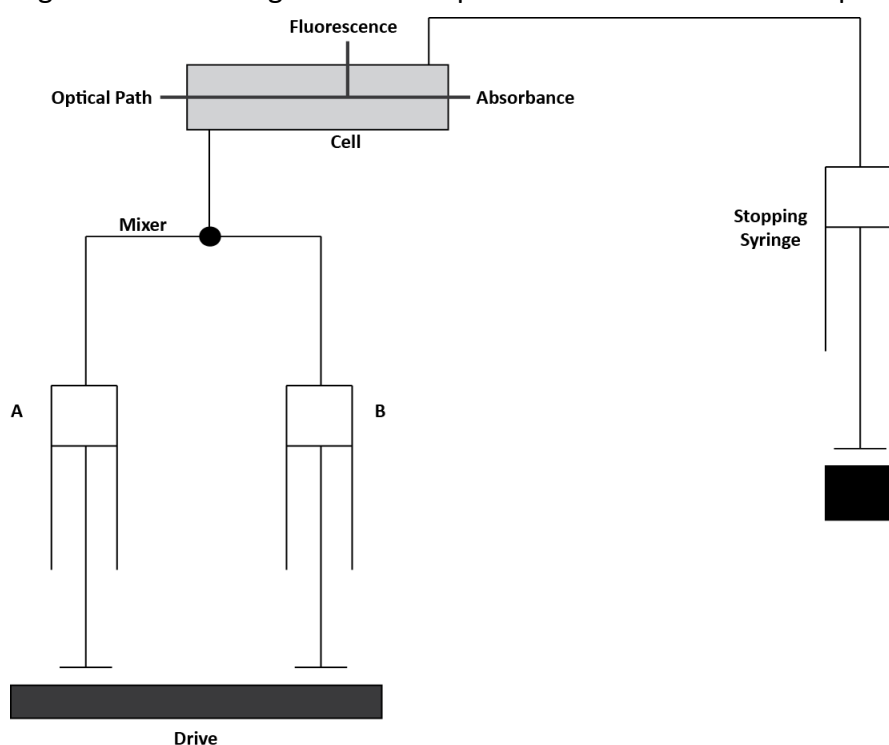 Fluorescence
Optical Path
Absorbance
Cell
Mixer
Stopping
Syringe
A
B
Drive